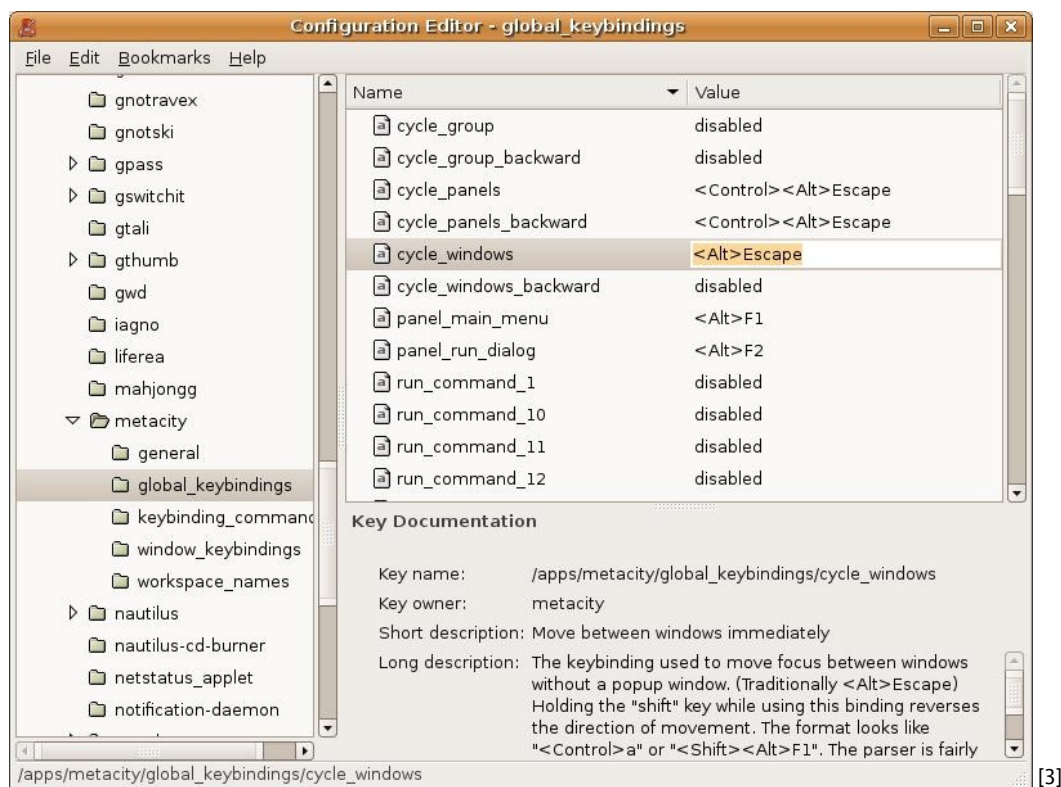 Configuration Editor - global_keybindings
File Edit Bookmarks Help
gnotravex
gnotski
gpass
gswitchit
gtali
gthumb
gwd
iagno
liferea
mahjongg
metacity
general
global_keybindings
keybinding_command
window_keybindings
workspace_names
nautilus
nautilus-cd-burner
netstatus_applet
notification-daemon
Name Value
cycle_group disabled
cycle_group_backward disabled
cycle_panels <Control><Alt>Escape
cycle_panels_backward <Control><Alt>Escape
cycle_windows <Alt>Escape
cycle_windows_backward disabled
panel_main_menu <Alt>F1
panel_run_dialog <Alt>F2
run_command_1 disabled
run_command_10 disabled
run_command_11 disabled
run_command_12 disabled
Key Documentation
Key name: /apps/metacity/global_keybindings/cycle_windows
Key owner: metacity
Short description: Move between windows immediately
Long description: The keybinding used to move focus between windows
without a popup window. (Traditionally <Alt>Escape)
Holding the "shift" key while using this binding reverses
the direction of movement. The format looks like
"<Control>a" or "<Shift><Alt>F1". The parser is fairly
/apps/metacity/global_keybindings/cycle_windows
[3]